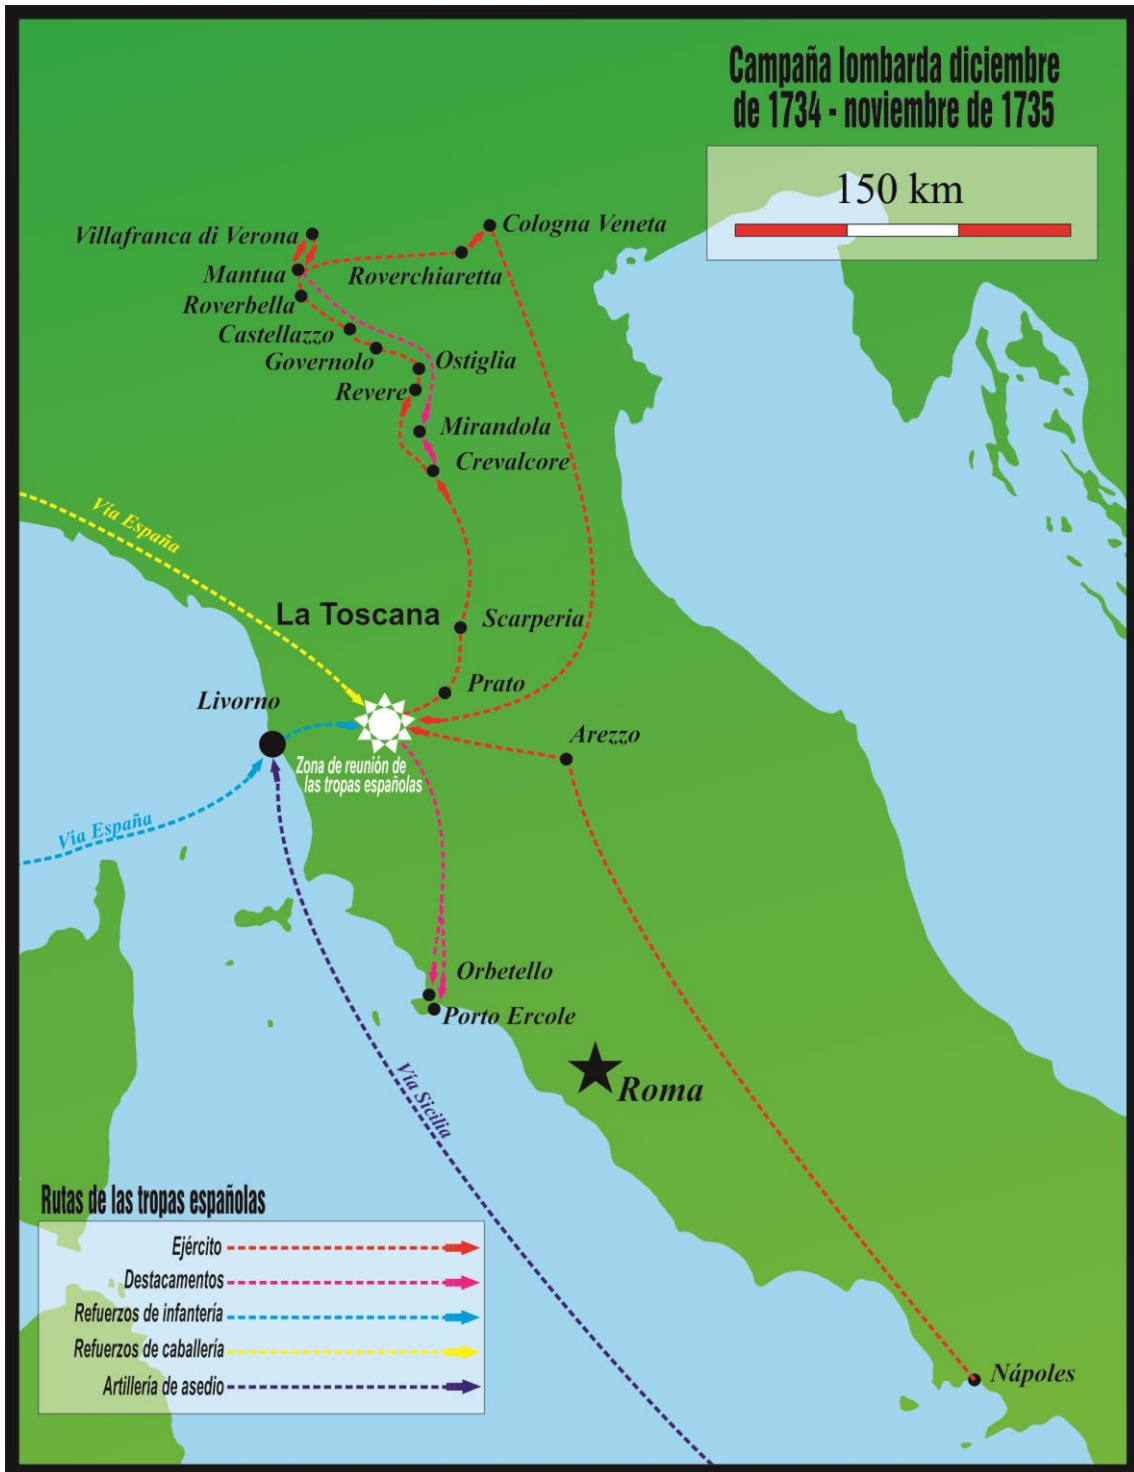 Campaña lombarda diciembre
de 1734 - noviembre de 1735
150 km
Villafranca di Verona
Cologna Veneta
Mantua
Roverchiaretta
Roverbella
Castellazzo
Governolo
Ostiglia
Revere
Mirandola
Crevalcore
Vía España
La Toscana
Scarperia
Prato
Livorno
Arezzo
Zona de reunión de
las tropas españolas
Vía España
Orbetello
Porto Ercole
Roma
Vía Sicilia
Rutas de las tropas españolas
Ejército
Destacamentos
Refuerzos de infantería
Refuerzos de caballería
Artillería de asedio
Nápoles